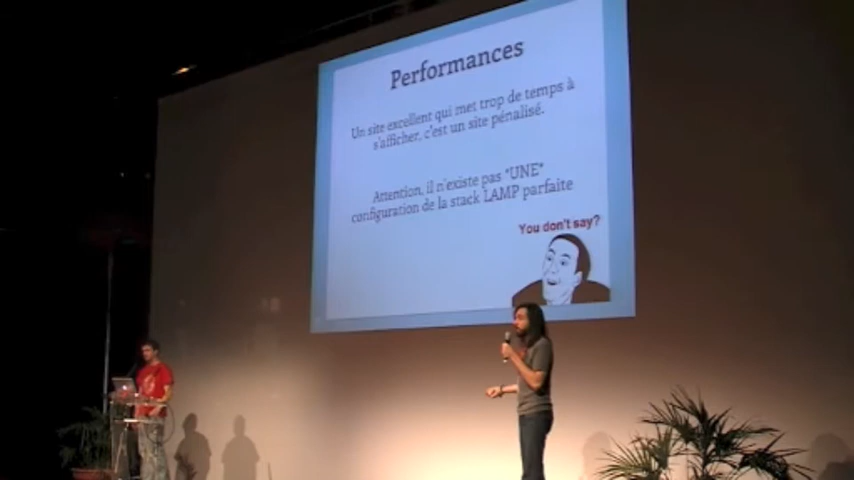 Performances
Un site excellent qui met trop de temps à
s'afficher, c'est un site pénalisé.
Attention, il n'existe pas "UNE"
configuration de la stack LAMP parfaite
You don't say?